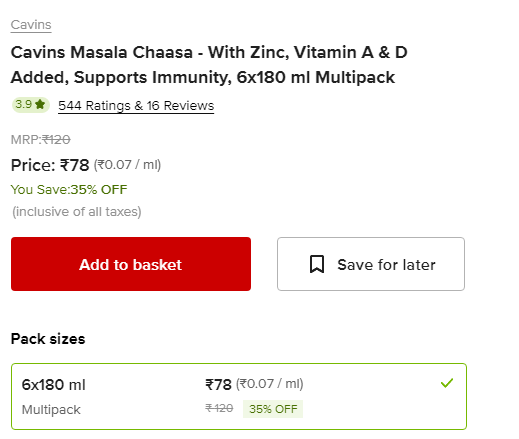 Cavins
Cavins Masala Chaasa - With Zinc, Vitamin A & D
Added, Supports Immunity, 6x180 ml Multipack
3.9 ★ 544 Ratings & 16 Reviews
MRP:₹120
Price: ₹78 (₹0.07 / ml)
You Save:35% OFF
(inclusive of all taxes)
Add to basket Save for later
Pack sizes
6x180 ml ₹78 (₹0.07 / ml)
Multipack ₹120 35% OFF